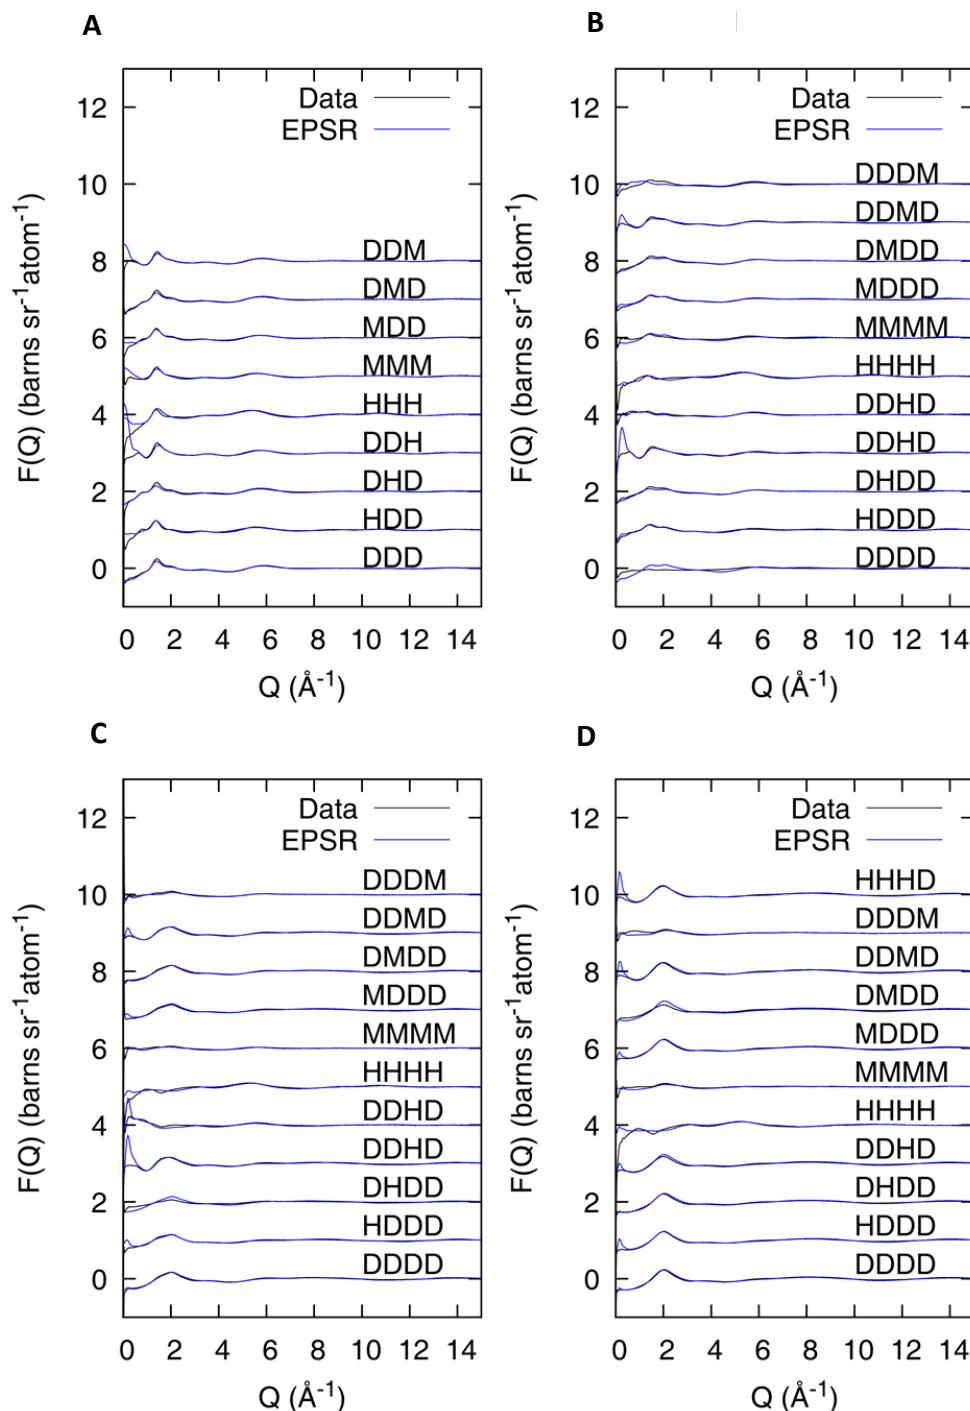 A
Data
EPSR
12
10
8
6
4
2
0
DDM
DMD
MDD
MMM
HHH
DDH
DHD
HDD
DDD
F(Q) (barns sr-1atom-1)
0 2 4 6 8 10 12 14
Q (Å-1)
B
Data
EPSR
12
10
8
6
4
2
0
DDDM
DDMD
DMDD
MDDD
MMMM
HHHH
DDHD
DDHD
DHDD
HDDD
DDDD
F(Q) (barns sr-1atom-1)
0 2 4 6 8 10 12 14
Q (Å-1)
C
Data
EPSR
12
10
8
6
4
2
0
DDDM
DDMD
DMDD
MDDD
MMMM
HHHH
DDHD
DDHD
DHDD
HDDD
DDDD
F(Q) (barns sr-1atom-1)
0 2 4 6 8 10 12 14
Q (Å-1)
D
Data
EPSR
12
10
8
6
4
2
0
HHHD
DDDM
DDMD
DMDD
MDDD
MMMM
HHHH
DDHD
DHDD
HDDD
DDDD
F(Q) (barns sr-1atom-1)
0 2 4 6 8 10 12 14
Q (Å-1)